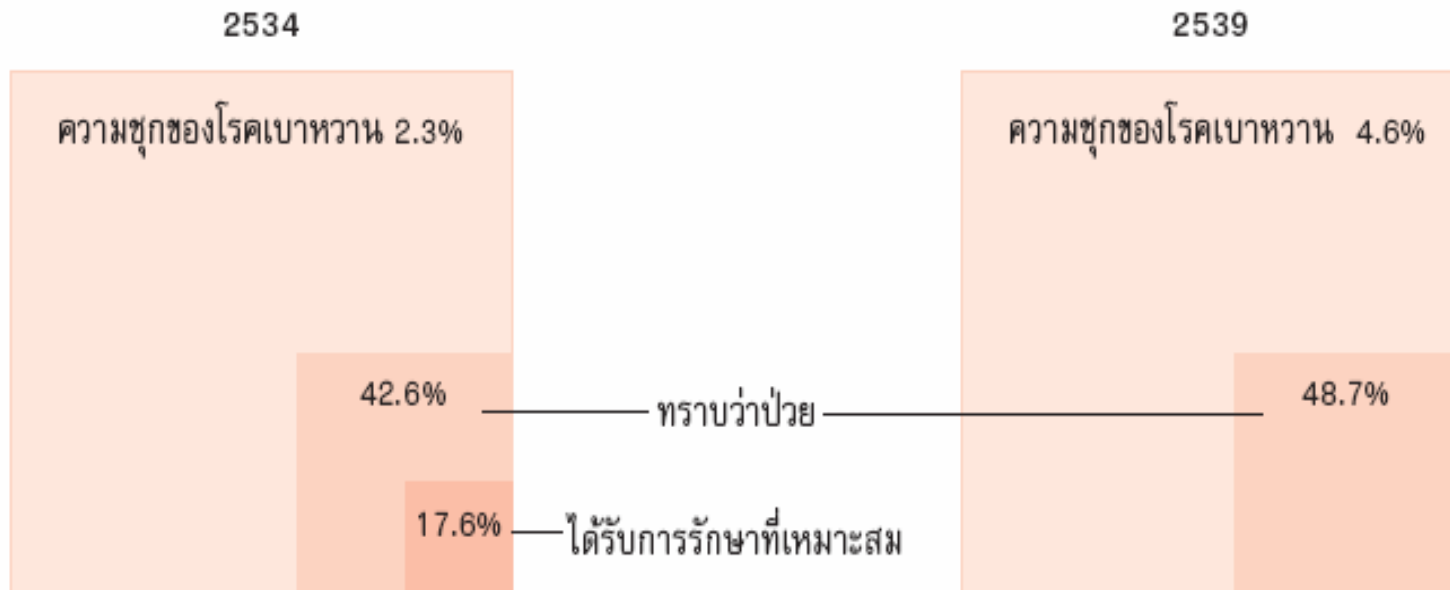 2534 2539
ความชุกของโรคเบาหวาน 2.3% ความชุกของโรคเบาหวาน 4.6%
42.6% ทราบว่าป่วย 48.7%
17.6% ได้รับการรักษาที่เหมาะสม